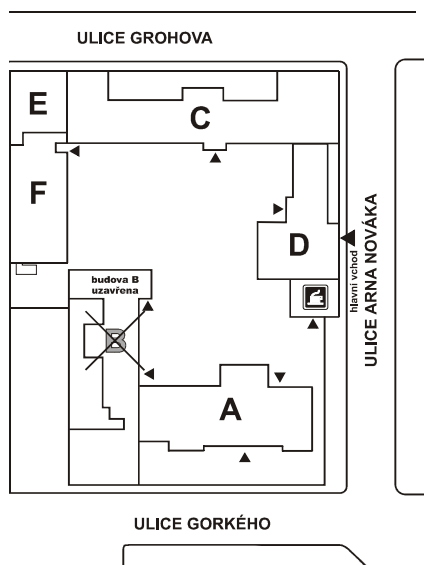 ULICE GROHOVA
E
C
F
D
hlavní vchod
ULICE ARNA NOVÁKA
budova B
uzavřena
B
A
ULICE GORKÉHO